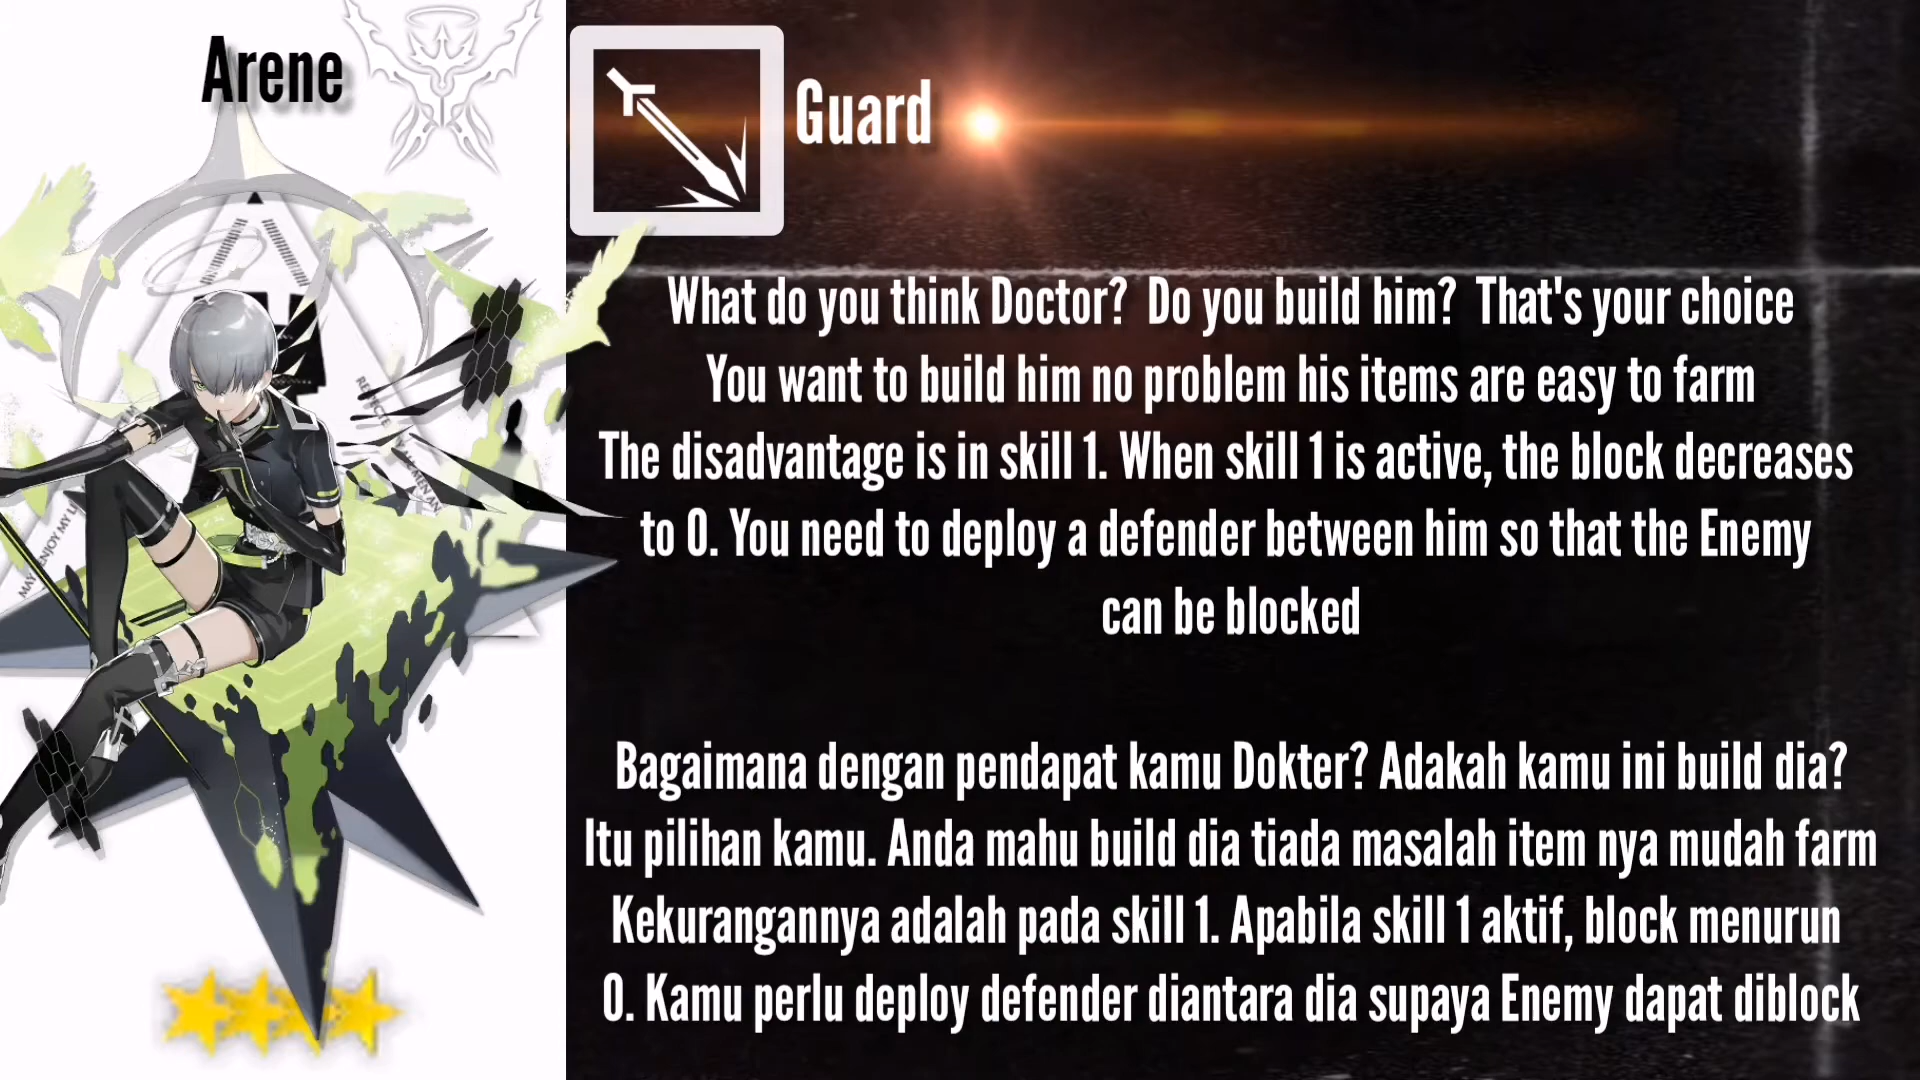 Arene
Guard
What do you think Doctor? Do you build him? That's your choice
You want to build him no problem his items are easy to farm
The disadvantage is in skill 1. When skill 1 is active, the block decreases
to 0. You need to deploy a defender between him so that the Enemy
can be blocked
Bagaimana dengan pendapat kamu Dokter? Adakah kamu ini build dia?
Itu pilihan kamu. Anda mahu build dia tiada masalah item nya mudah farm
Kekurangannya adalah pada skill 1. Apabila skill 1 aktif, block menurun
0. Kamu perlu deploy defender diantara dia supaya Enemy dapat diblock